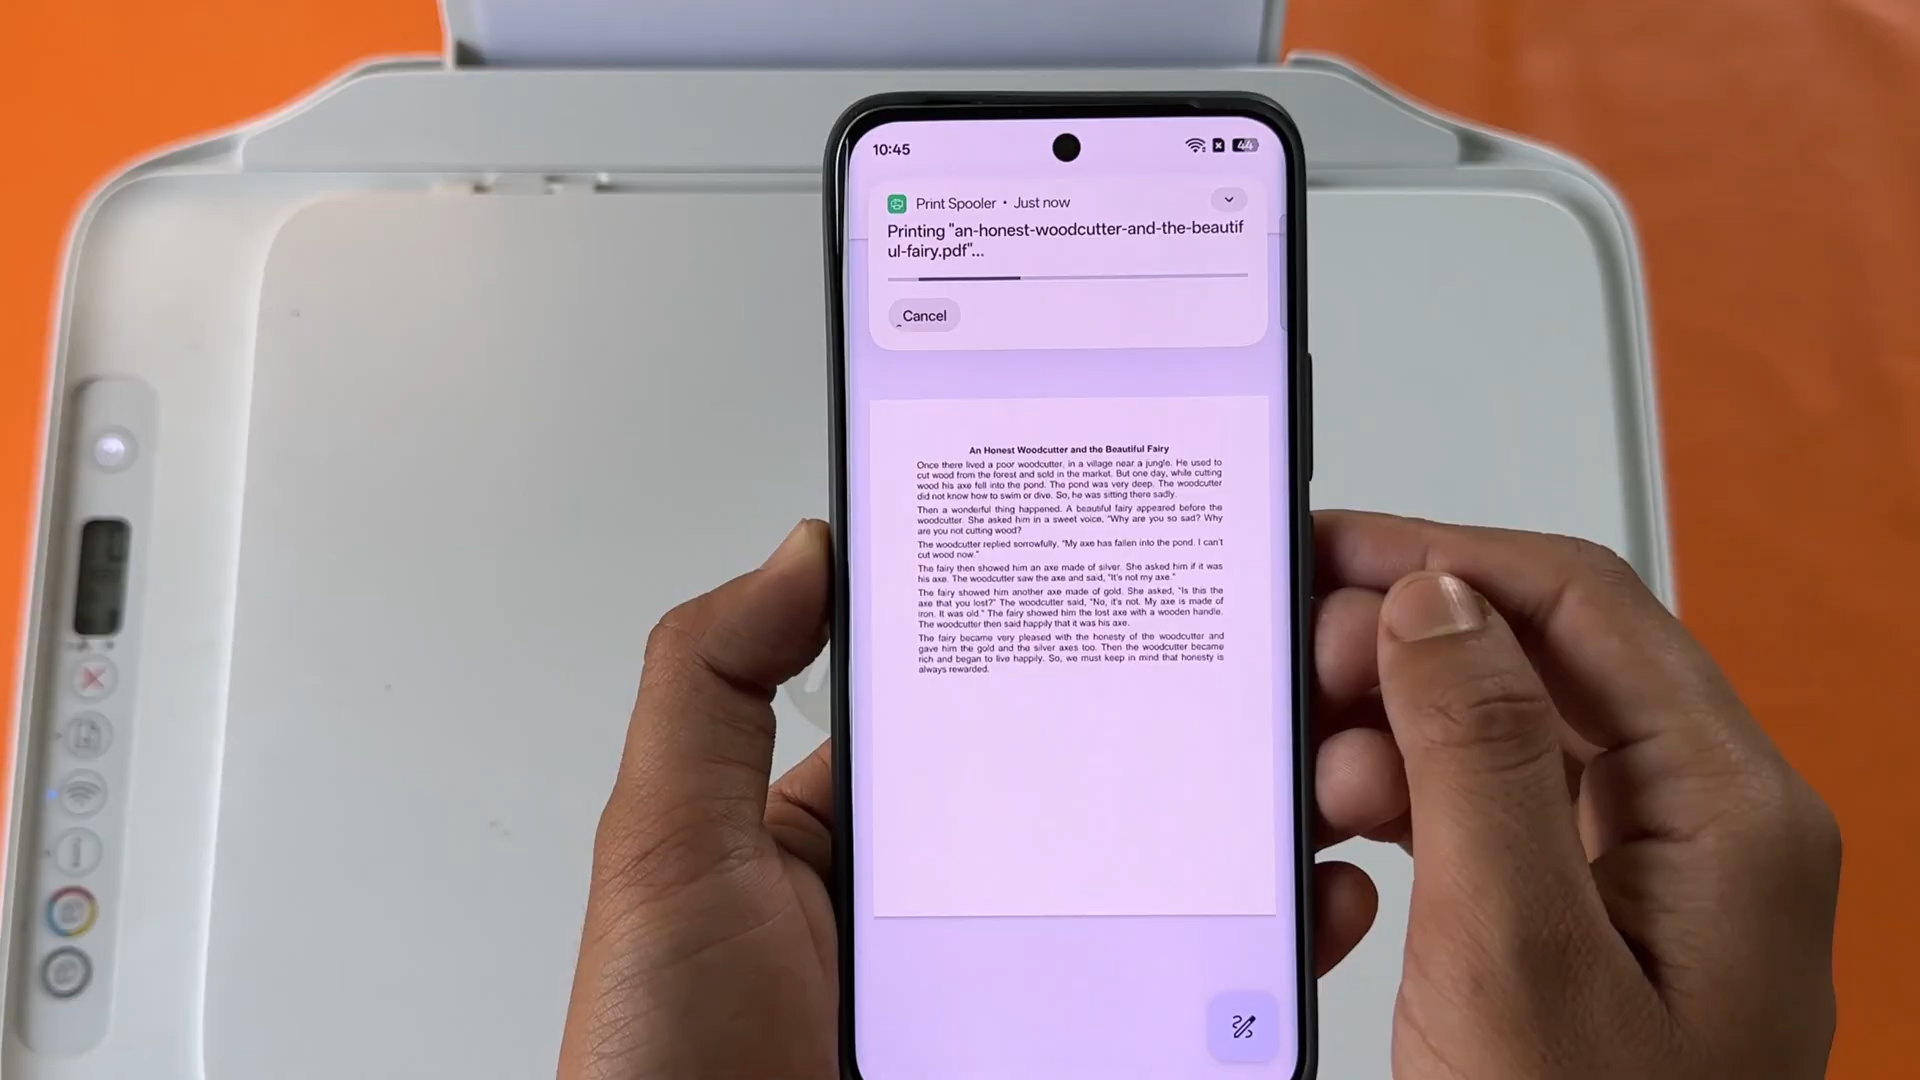 10:45
44
Print Spooler • Just now
Printing "an-honest-woodcutter-and-the-beautif
ul-fairy.pdf"...
Cancel
An Honest Woodcutter and the Beautiful Fairy
Once there lived a poor woodcutter, in a village near a jungle. He used to
cut wood from the forest and sold in the market. But one day, while cutting
wood his axe fell into the pond. The pond was very deep. The woodcutter
did not know how to swim or dive. So, he was sitting there sadly.
Then a wonderful thing happened. A beautiful fairy appeared before the
woodcutter. She asked him in a sweet voice, "Why are you so sad? Why
are you not cutting wood?
The woodcutter replied sorrowfully, "My axe has fallen into the pond. I can't
cut wood now."
The fairy then showed him an axe made of silver. She asked him if it was
his axe. The woodcutter saw the axe and said, "It's not my axe."
The fairy showed him another axe made of gold. She asked, "Is this the
axe that you lost?" The woodcutter said, "No, it's not. My axe is made of
iron. It was old." The fairy showed him the lost axe with a wooden handle.
The woodcutter then said happily that it was his axe.
The fairy became very pleased with the honesty of the woodcutter and
gave him the gold and the silver axes too. Then the woodcutter became
rich and began to live happily. So, we must keep in mind that honesty is
always rewarded.